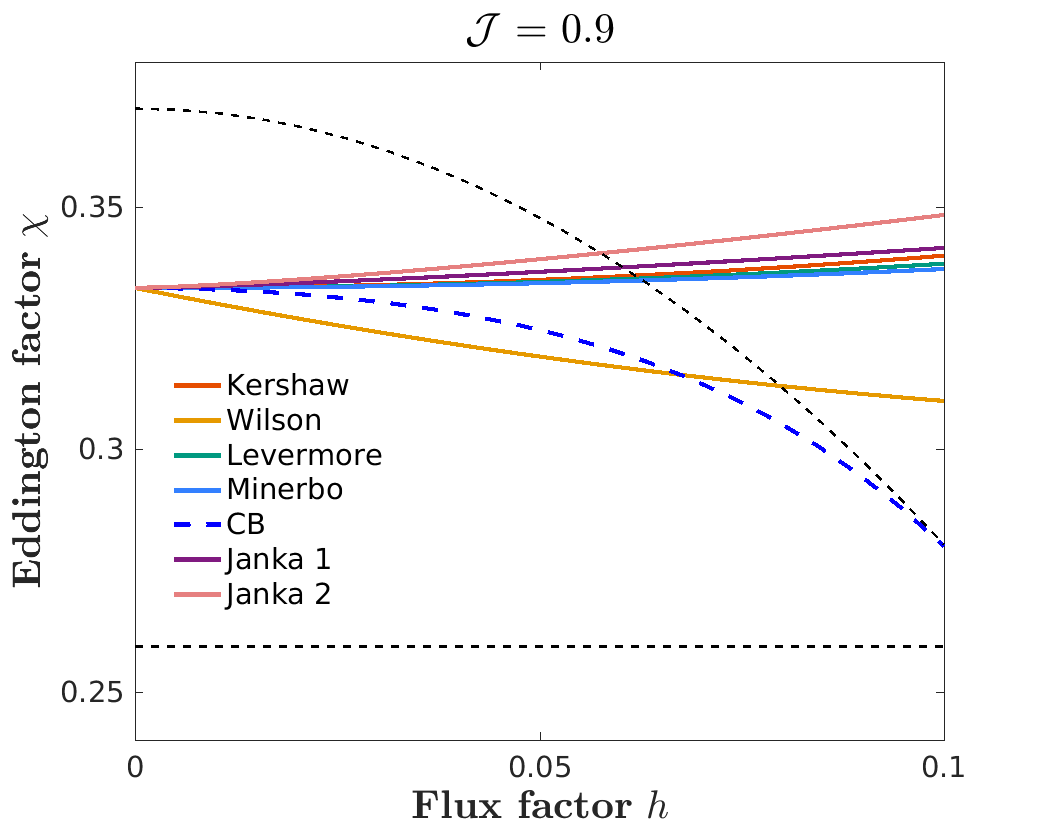 𝒥 = 0.9
Eddington factor χ
0.35
0.3
0.25
Kershaw
Wilson
Levermore
Minerbo
CB
Janka 1
Janka 2
0
0.05
0.1
Flux factor h